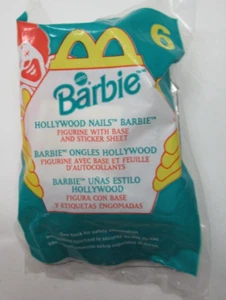 6
Barbie
HOLLYWOOD NAILS™ BARBIE™
FIGURINE WITH BASE
AND STICKER SHEET
BARBIE™ ONGLES HOLLYWOOD
FIGURINE AVEC BASE ET FEUILLE
D'AUTOCOLLANTS
BARBIE™ UÑAS ESTILO
HOLLYWOOD
FIGURA CON BASE
Y ETIQUETAS ENGOMADAS